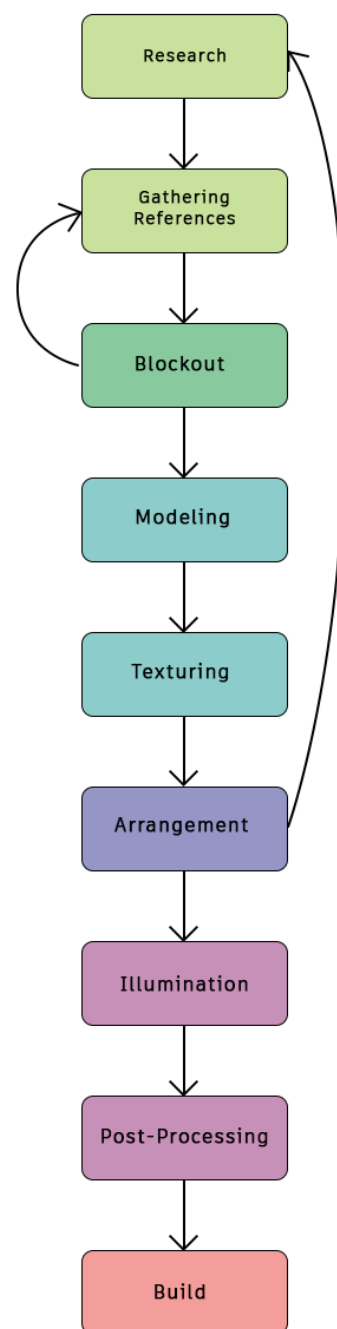 Research
Gathering
References
Blockout
Modeling
Texturing
Arrangement
Illumination
Post-Processing
Build